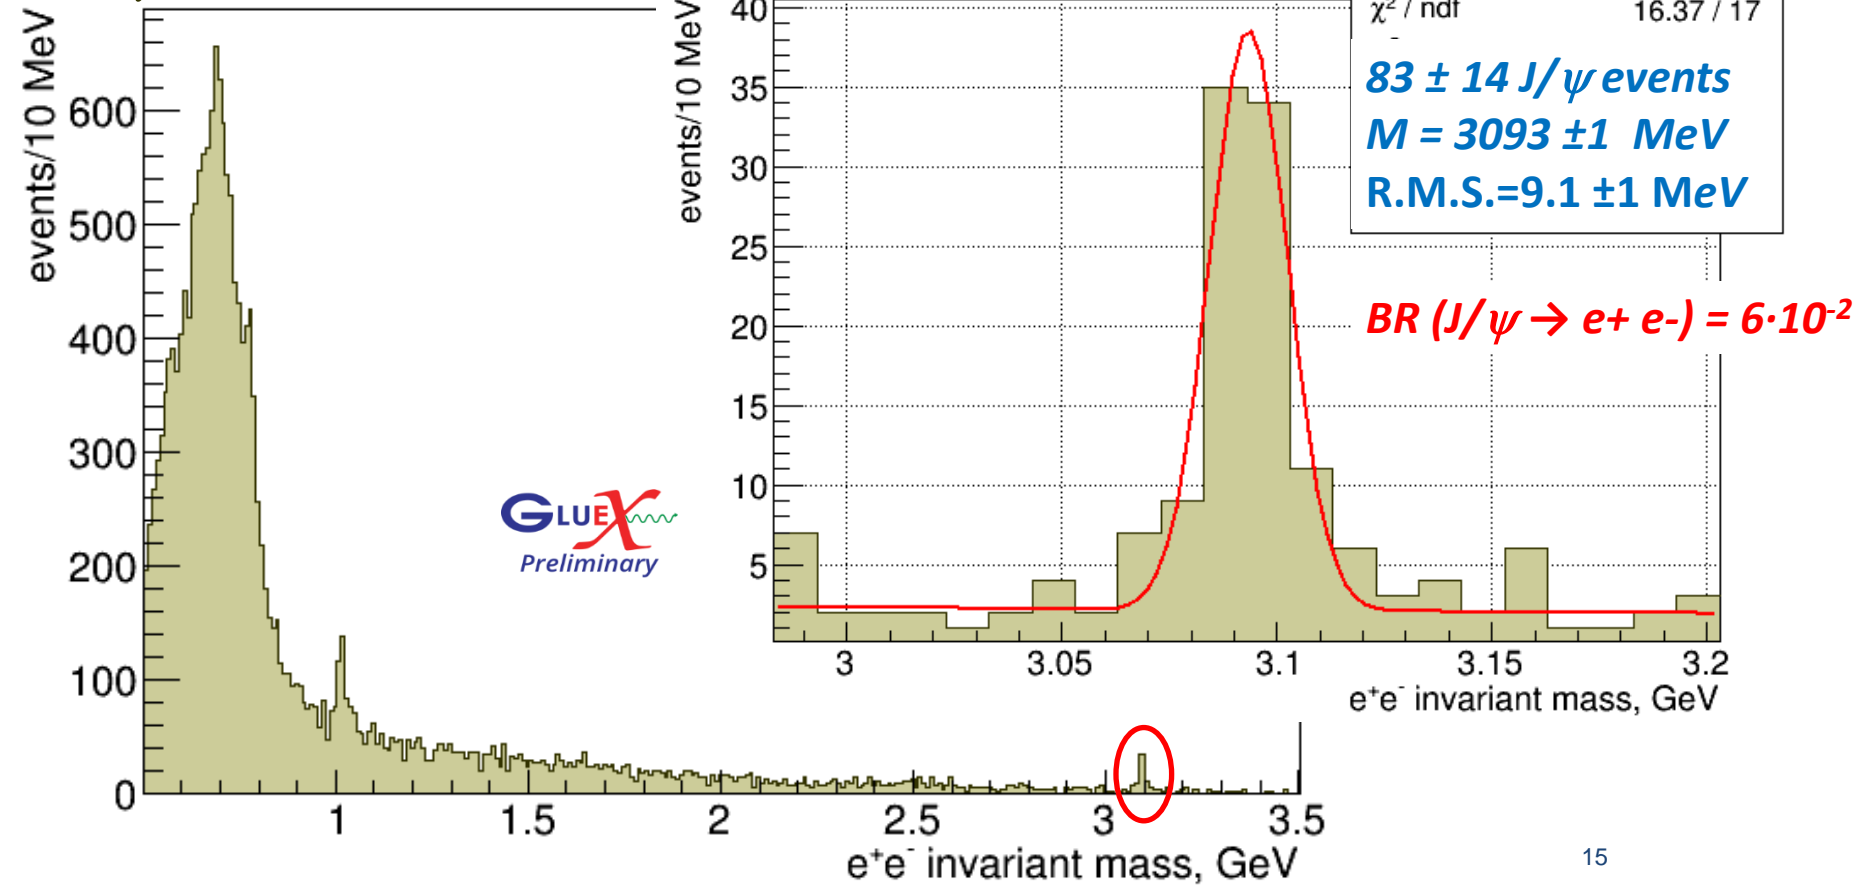 events/10 MeV
600
500
400
300
200
100
0
1
1.5
2
2.5
3
3.5
e⁺e⁻ invariant mass, GeV
GLUEX
Preliminary
events/10 MeV
40
35
30
25
20
15
10
5
3
3.05
3.1
3.15
3.2
e⁺e⁻ invariant mass, GeV
χ² / ndf 16.37 / 17
83 ± 14 J/ψ events
M = 3093 ±1 MeV
R.M.S.=9.1 ±1 MeV
BR (J/ψ → e+ e-) = 6·10⁻²
15